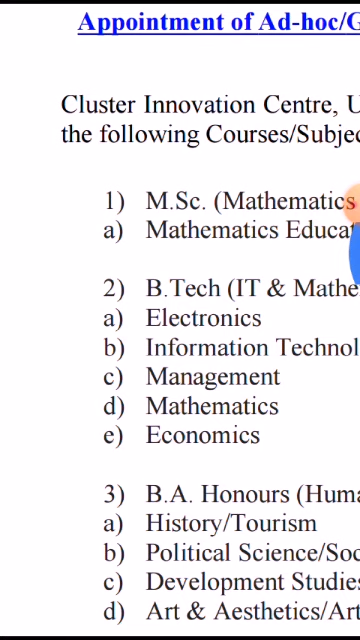 Appointment of Ad-hoc/G
Cluster Innovation Centre, U
the following Courses/Subjec
1) M.Sc. (Mathematics
a) Mathematics Educat
2) B.Tech (IT & Mathe
a) Electronics
b) Information Technol
c) Management
d) Mathematics
e) Economics
3) B.A. Honours (Huma
a) History/Tourism
b) Political Science/Soc
c) Development Studies
d) Art & Aesthetics/Art